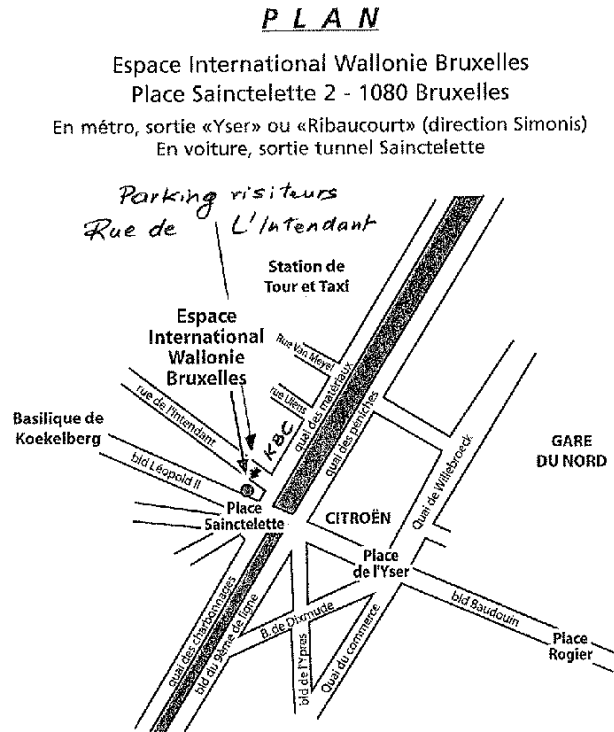 PLAN
Espace International Wallonie Bruxelles
Place Sainctelette 2 - 1080 Bruxelles
En métro, sortie «Yser» ou «Ribaucourt» (direction Simonis)
En voiture, sortie tunnel Sainctelette
Parking visiteurs
Rue de L'Intendant
Station de
Tour et Taxi
Espace
International
Wallonie
Bruxelles
Rue Van Meyel
rue Ulens
quai des matériaux
quai des péniches
KBC
rue de l'Intendant
Basilique de
Koekelberg
bld Léopold II
Place
Sainctelette
CITROËN
Quai de Willebroeck
GARE
DU NORD
Place
de l'Yser
bld Baudouin
Place
Rogier
quai des charbonnages
bld du 9ème de ligne
B. de Dixmude
bld de l'Ypres
Quai du commerce